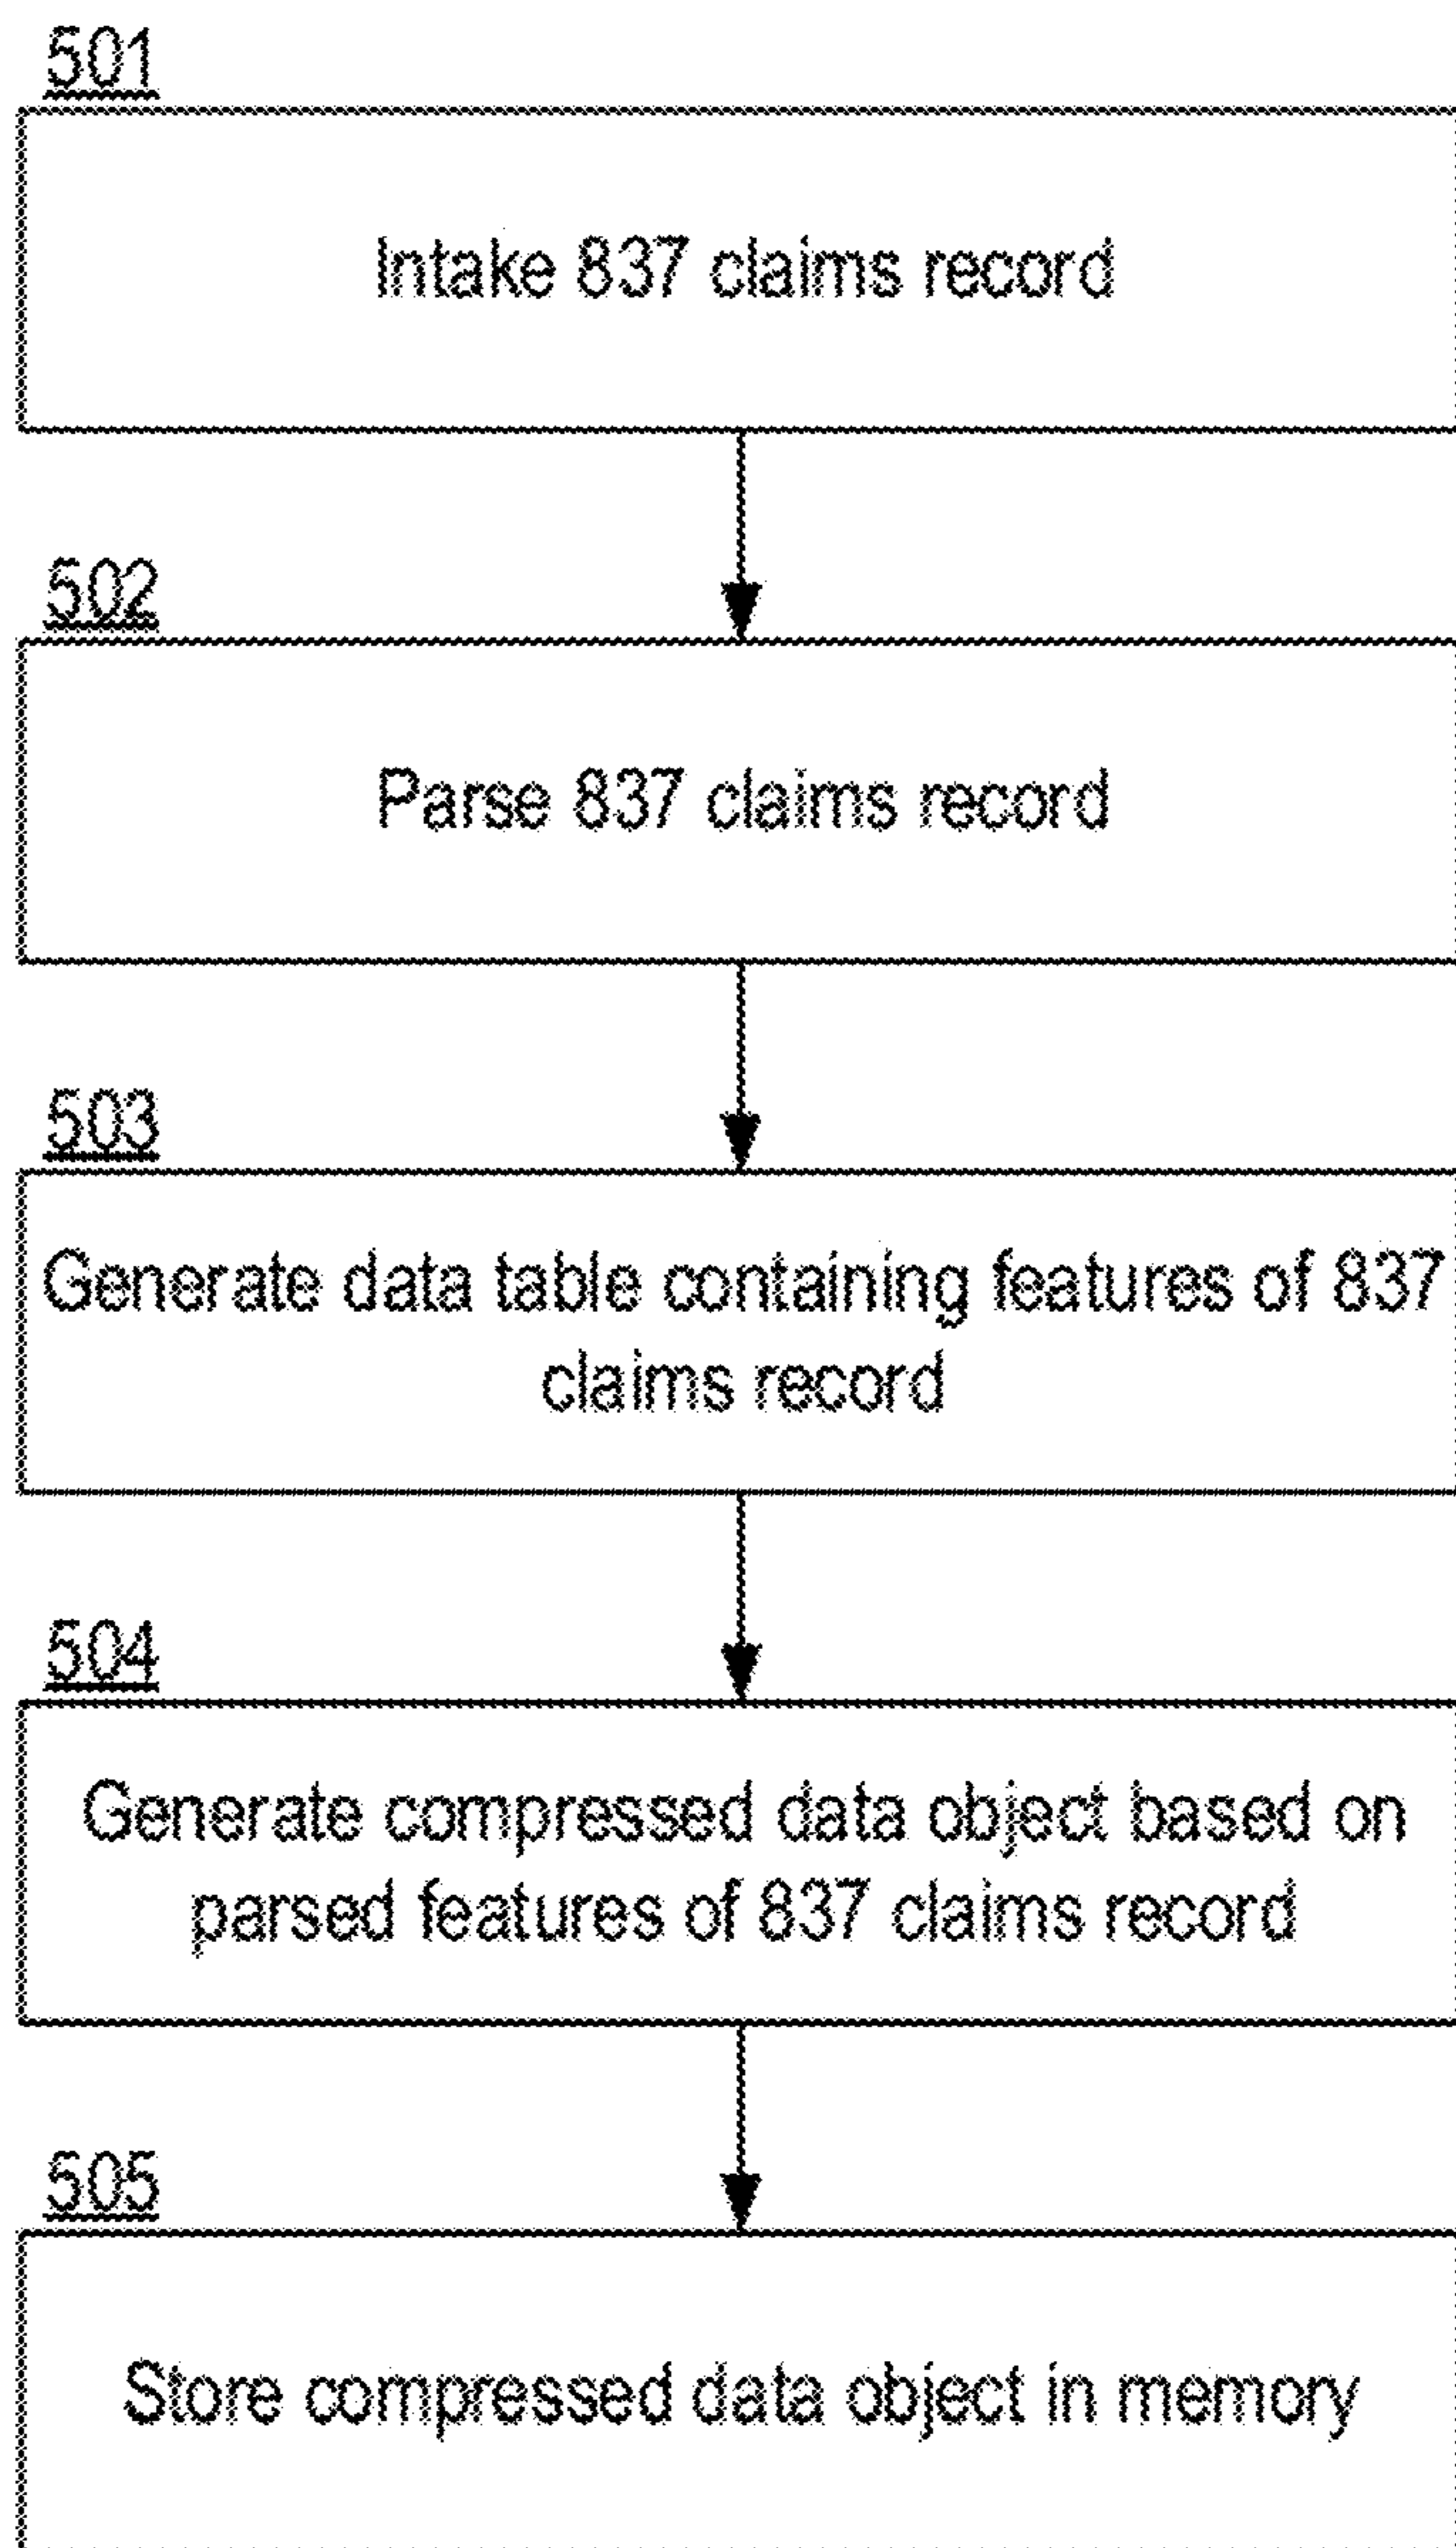 501
Intake 837 claims record
502
Parse 837 claims record
503
Generate data table containing features of 837
claims record
504
Generate compressed data object based on
parsed features of 837 claims record
505
Store compressed data object in memory